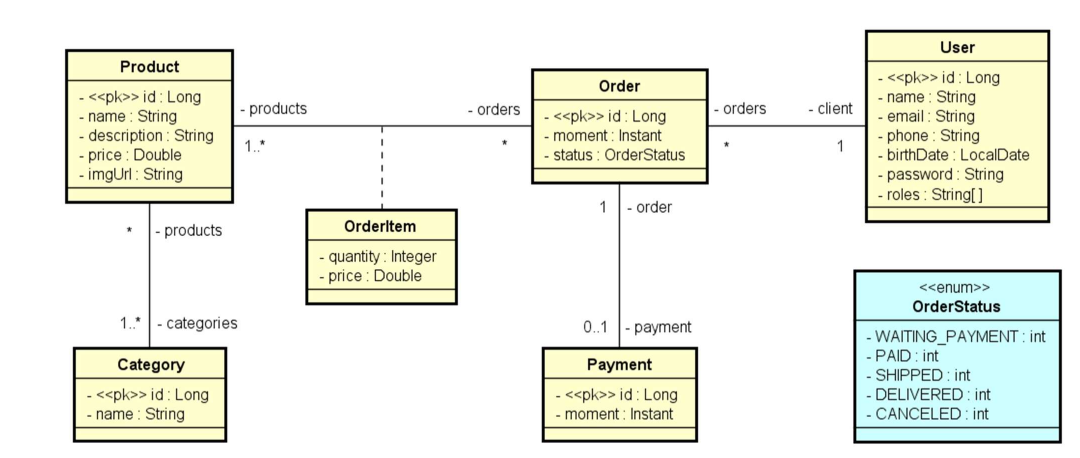 Product
- <<pk>> id : Long
- name : String
- description : String
- price : Double
- imgUrl : String
- products
1..*
- orders
*
Order
- <<pk>> id : Long
- moment : Instant
- status : OrderStatus
- orders
*
- client
1
User
- <<pk>> id : Long
- name : String
- email : String
- phone : String
- birthDate : LocalDate
- password : String
- roles : String[ ]
* - products
1..* - categories
Category
- <<pk>> id : Long
- name : String
OrderItem
- quantity : Integer
- price : Double
1 - order
0..1 - payment
Payment
- <<pk>> id : Long
- moment : Instant
<<enum>>
OrderStatus
- WAITING_PAYMENT : int
- PAID : int
- SHIPPED : int
- DELIVERED : int
- CANCELED : int